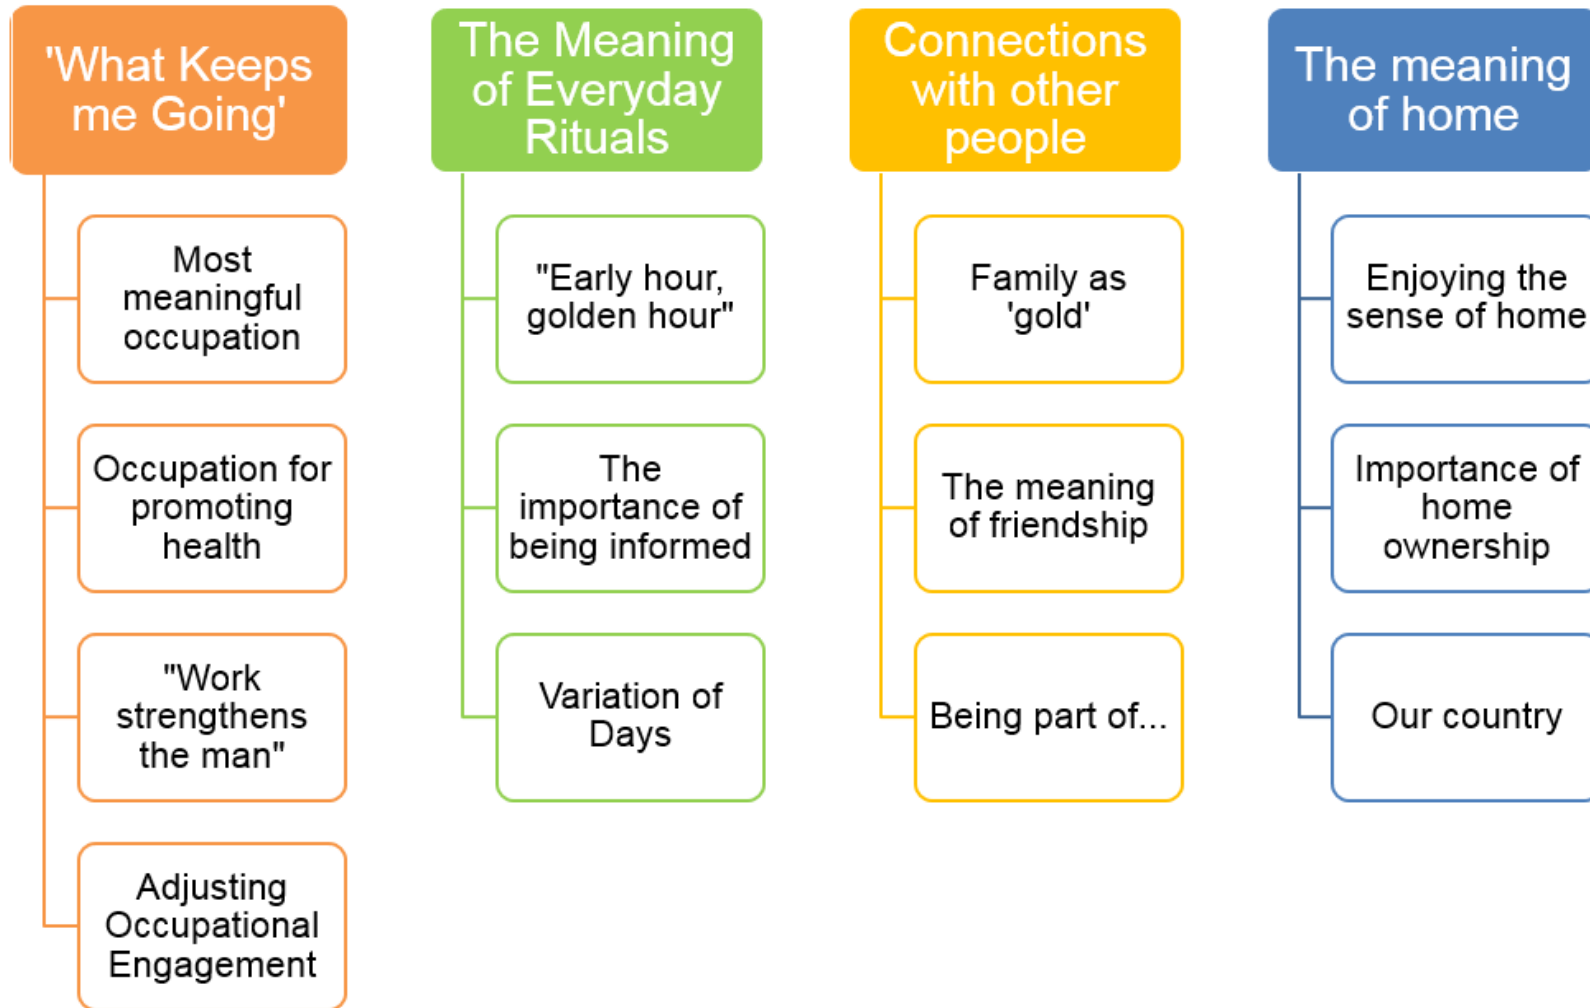 'What Keeps
me Going'
Most
meaningful
occupation
Occupation for
promoting
health
"Work
strengthens
the man"
Adjusting
Occupational
Engagement
The Meaning
of Everyday
Rituals
"Early hour,
golden hour"
The
importance of
being informed
Variation of
Days
Connections
with other
people
Family as
'gold'
The meaning
of friendship
Being part of...
The meaning
of home
Enjoying the
sense of home
Importance of
home
ownership
Our country